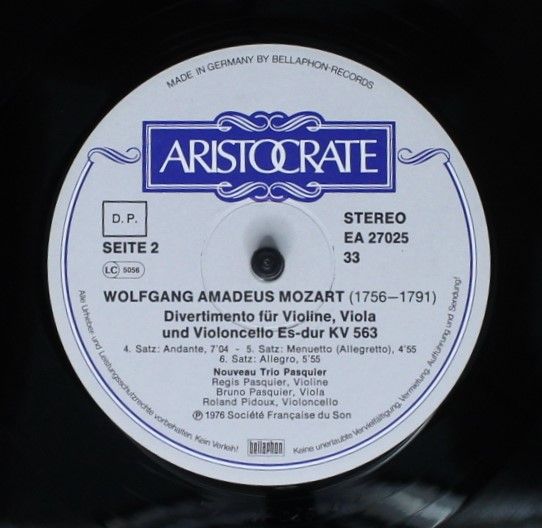 MADE IN GERMANY BY BELLAPHON-RECORDS
ARISTOCRATE
D. P.
SEITE 2
LC 5056
STEREO
EA 27025
33
WOLFGANG AMADEUS MOZART (1756—1791)
Divertimento für Violine, Viola
und Violoncello Es-dur KV 563
4. Satz: Andante, 7'04 - 5. Satz: Menuetto (Allegretto), 4'55
6. Satz: Allegro, 5'55
Nouveau Trio Pasquier
Regis Pasquier, Violine
Bruno Pasquier, Viola
Roland Pidoux, Violoncello
℗ 1976 Société Française du Son
Alle Urheber- und Leistungsschutzrechte vorbehalten. Kein Verleih!
bellaphon
Keine unerlaubte Vervielfältigung, Vermietung, Aufführung und Sendung!